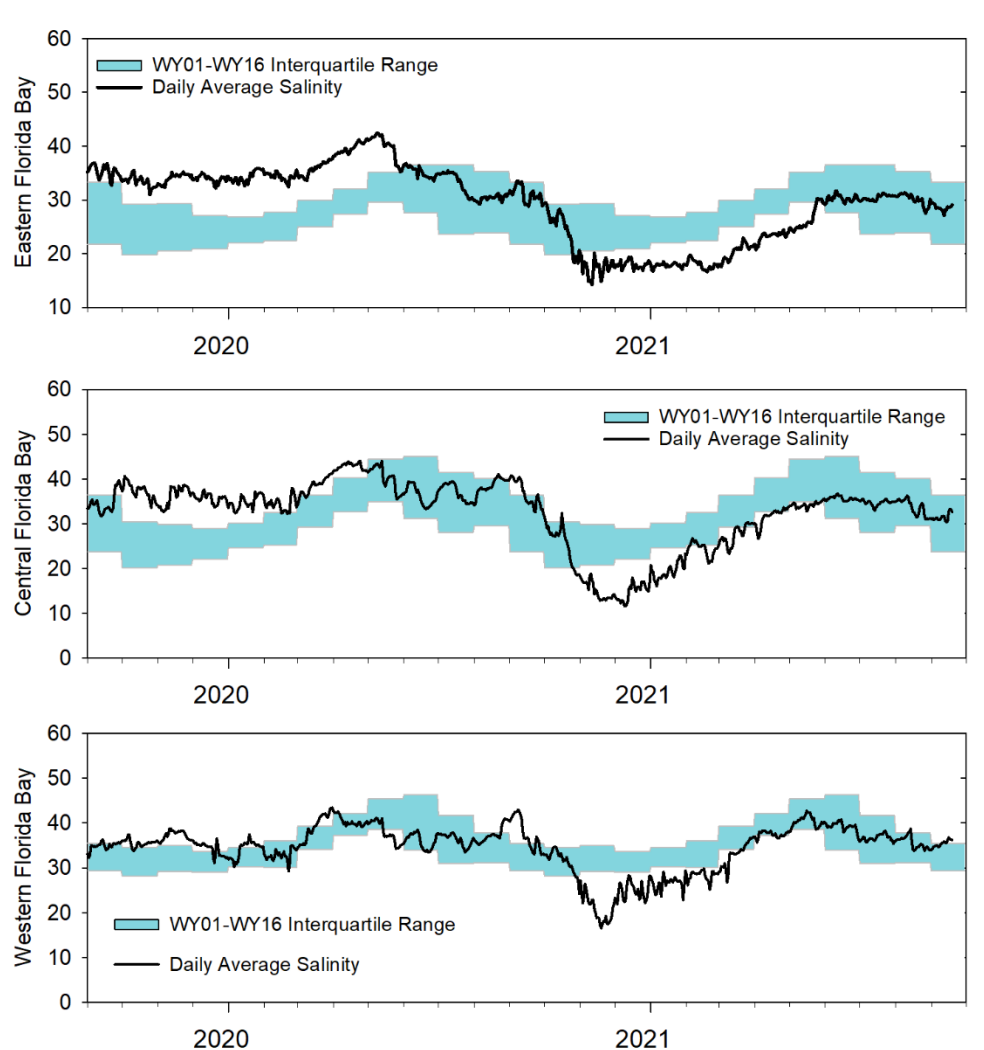 60
50
40
30
20
10
Eastern Florida Bay
WY01-WY16 Interquartile Range
Daily Average Salinity
2020
2021
60
50
40
30
20
10
0
Central Florida Bay
WY01-WY16 Interquartile Range
Daily Average Salinity
2020
2021
60
50
40
30
20
10
0
Western Florida Bay
WY01-WY16 Interquartile Range
Daily Average Salinity
2020
2021